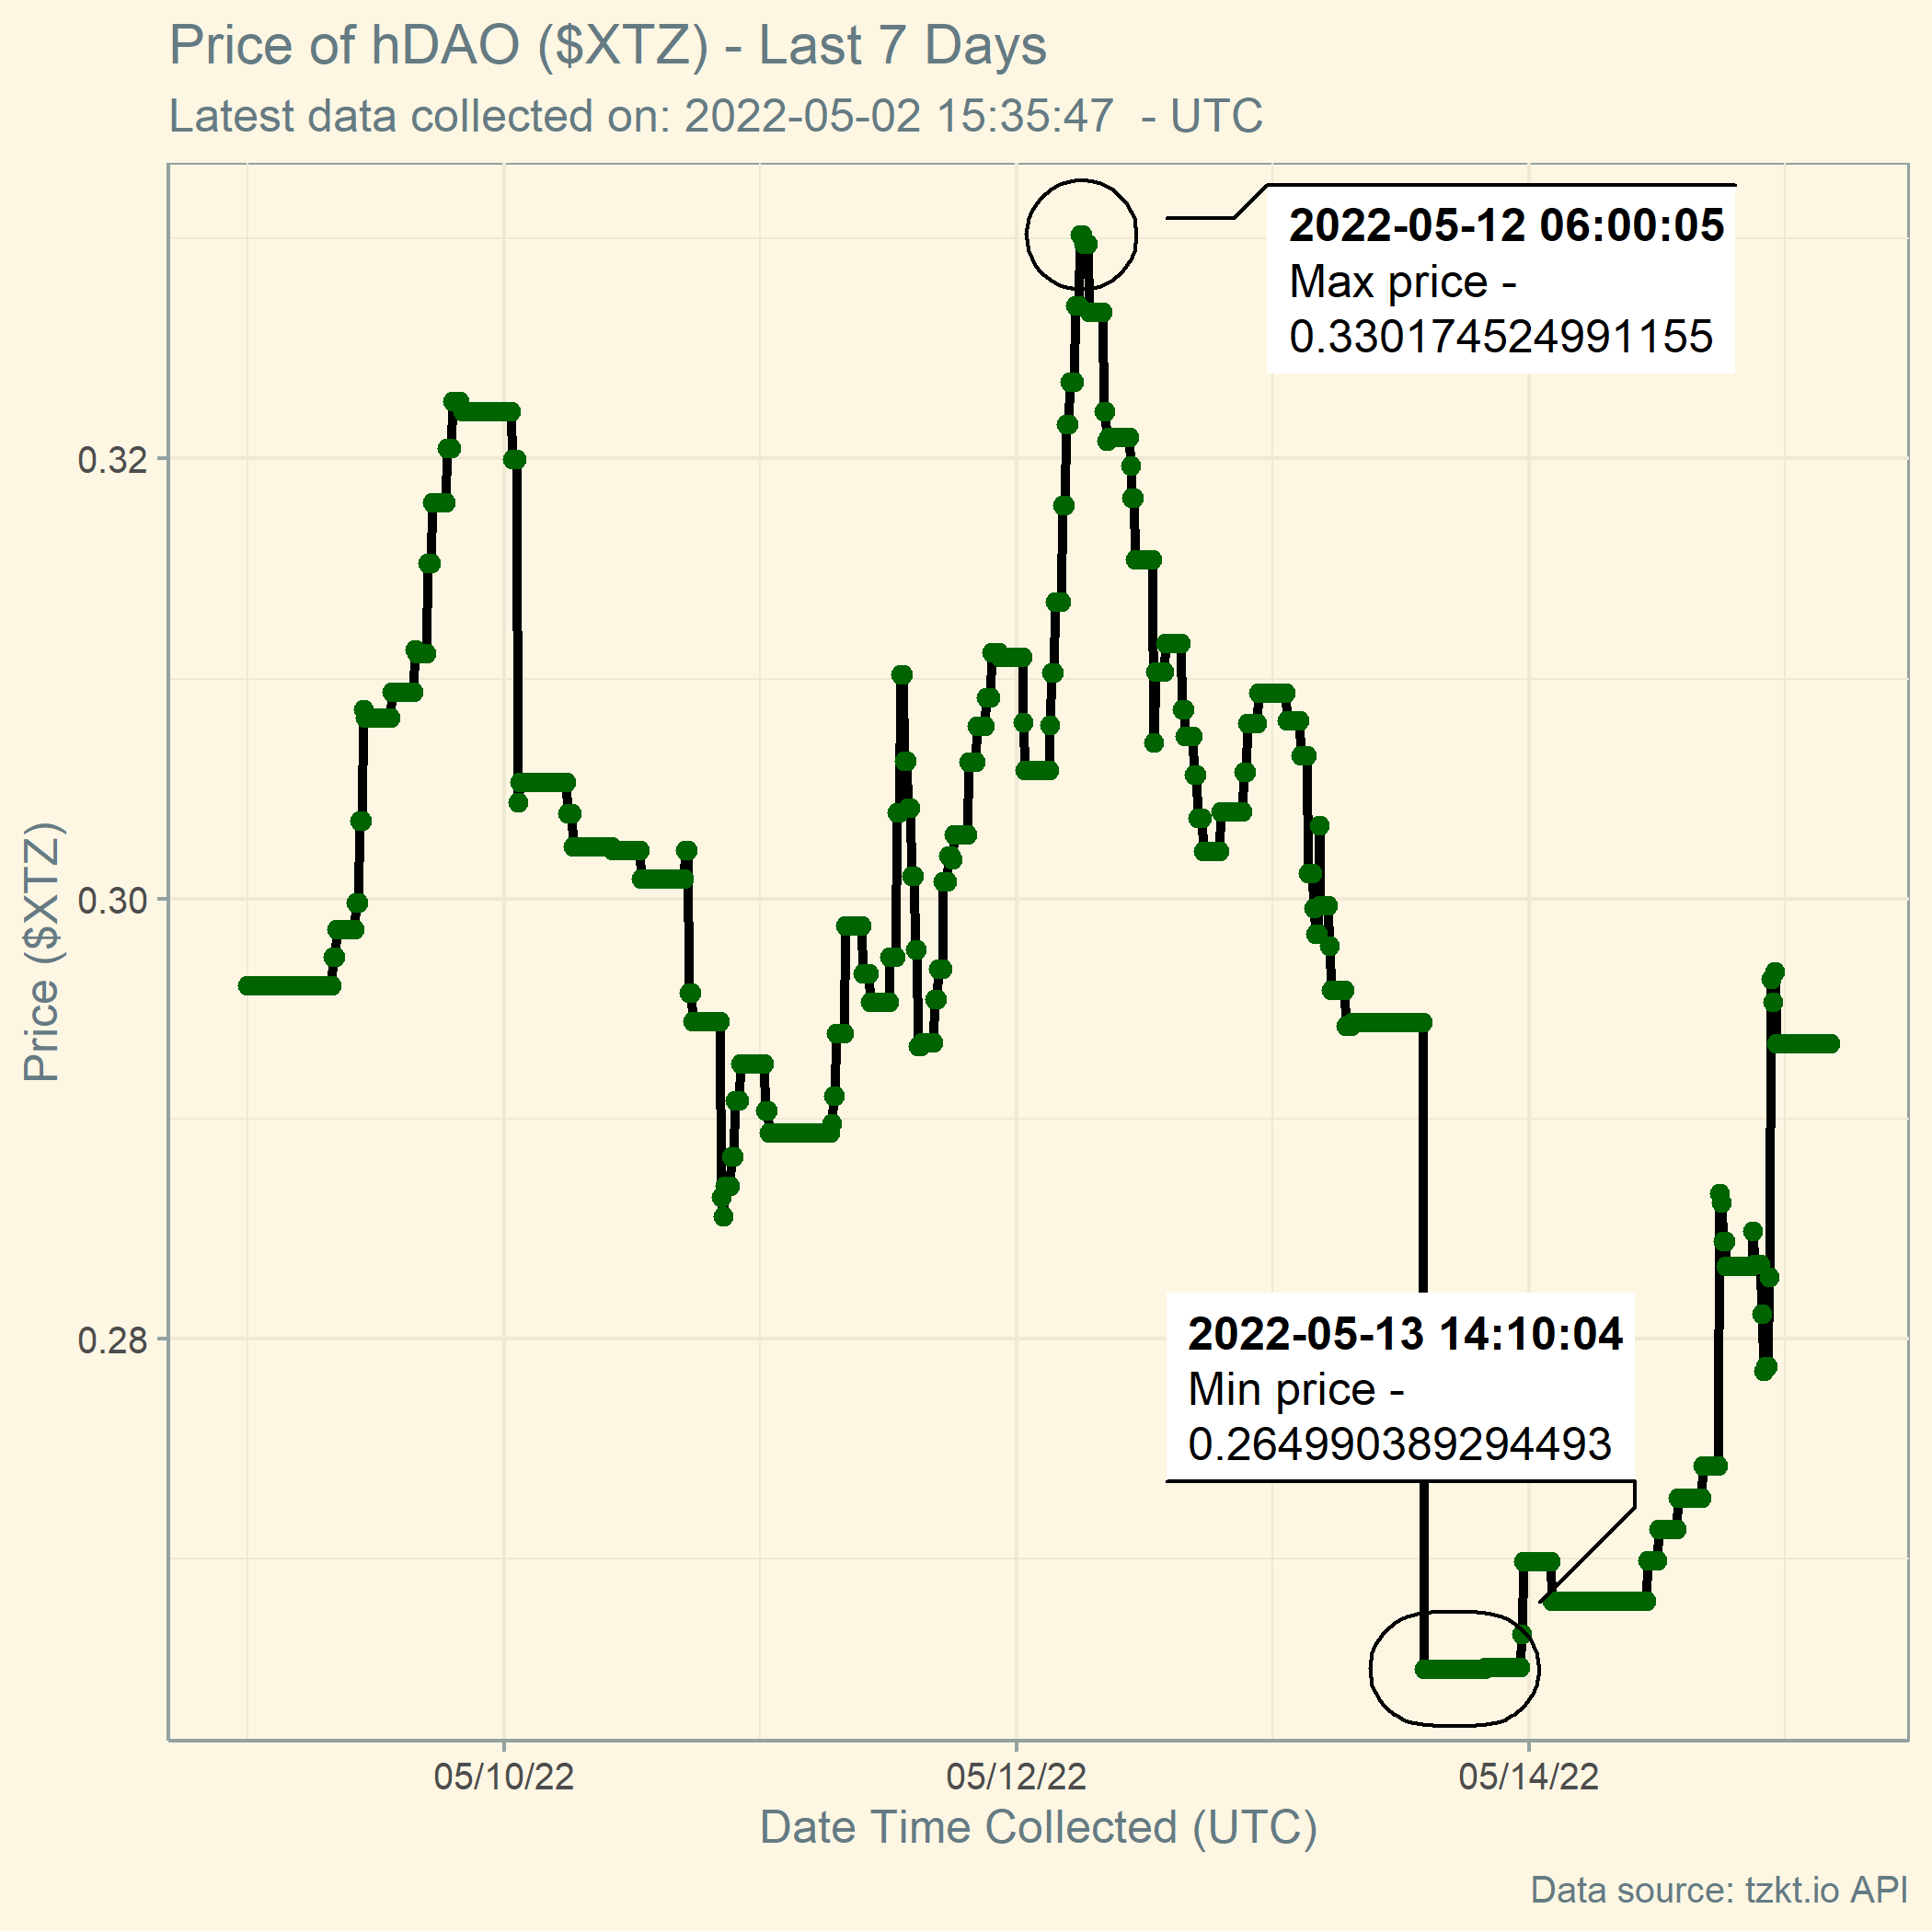 Price of hDAO ($XTZ) - Last 7 Days
Latest data collected on: 2022-05-02 15:35:47  - UTC
2022-05-12 06:00:05
Max price -
0.330174524991155
0.32
0.30
0.28
Price ($XTZ)
2022-05-13 14:10:04
Min price -
0.264990389294493
05/10/22
05/12/22
05/14/22
Date Time Collected (UTC)
Data source: tzkt.io API